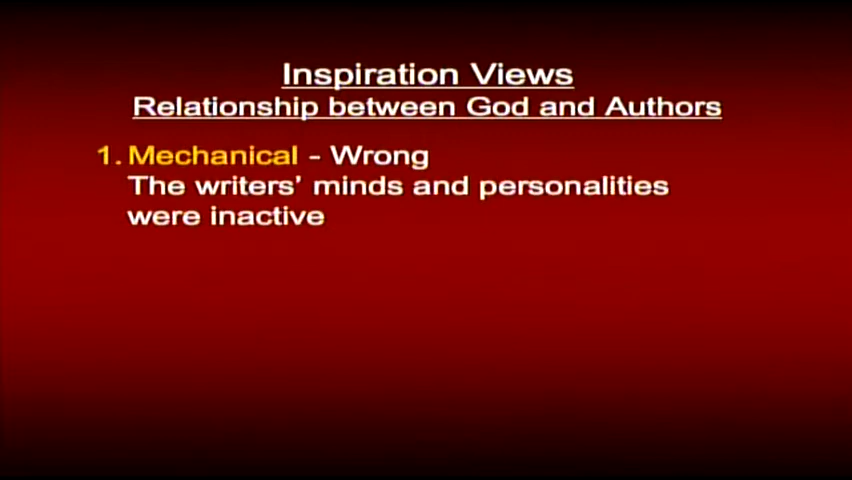 Inspiration Views
Relationship between God and Authors
1. Mechanical - Wrong
The writers’ minds and personalities
were inactive